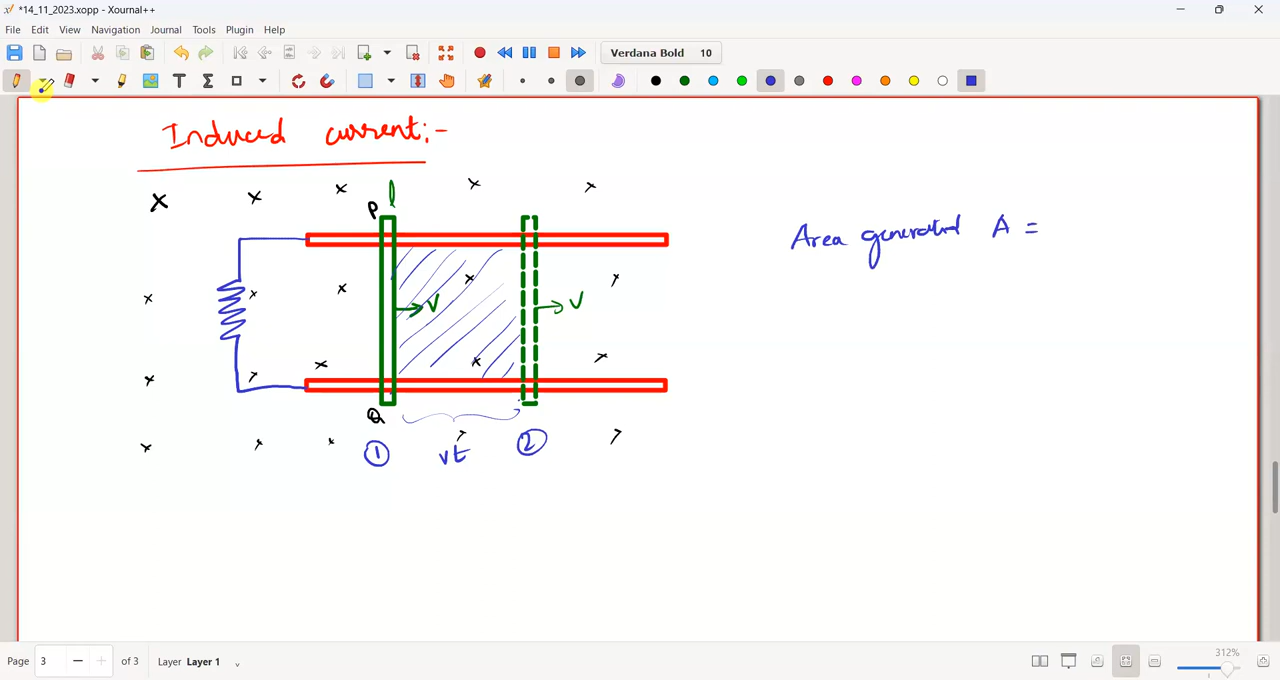 *14_11_2023.xopp - Xournal++
File Edit View Navigation Journal Tools Plugin Help
Verdana Bold 10
Induced current:-
l
P
V
V
Area generated A =
Q
1
vt
2
Page 3 of 3 Layer Layer 1
312%